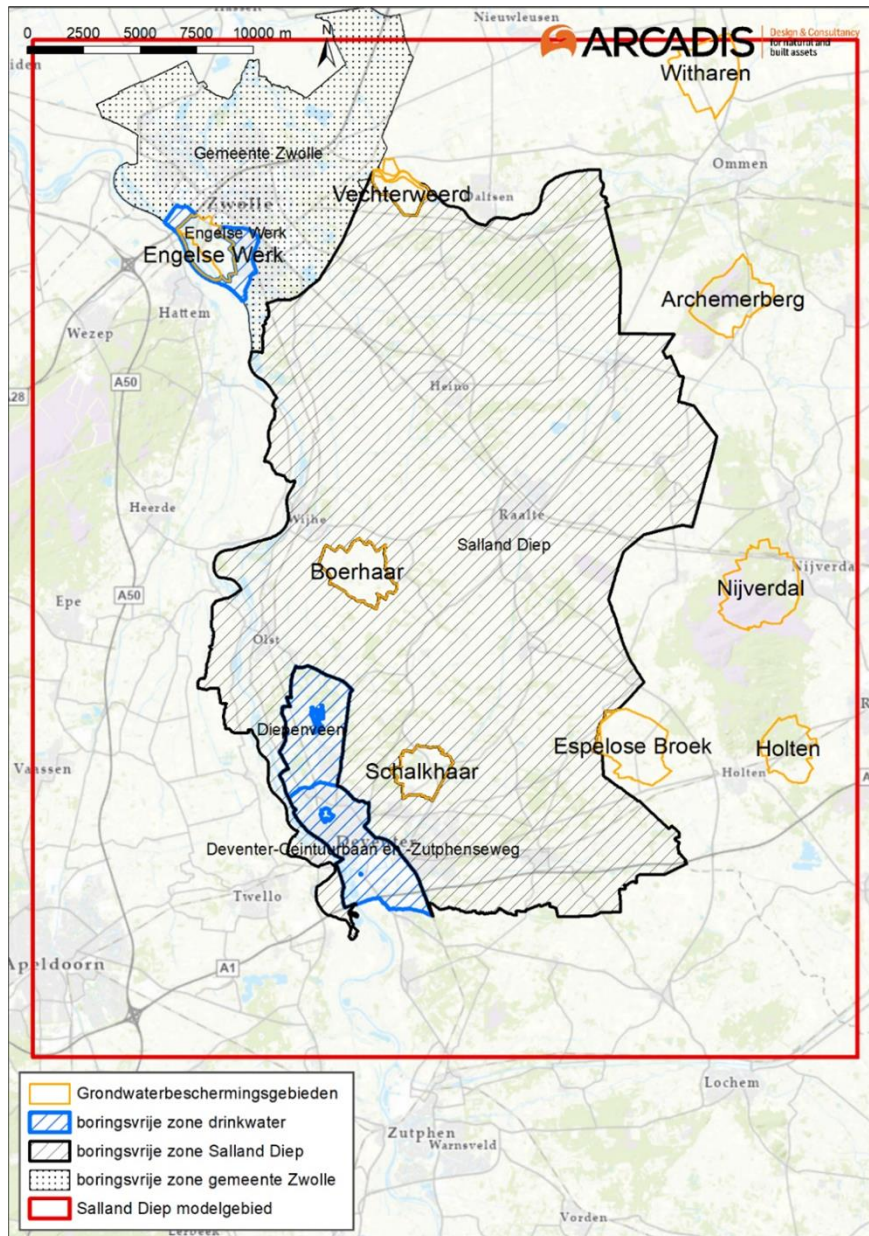 Nieuwleusen
0 2500 5000 7500 10000 m
N
ARCADIS
Design & Consultancy
for natural and
built assets
Witharen
Gemeente Zwolle
Ommen
Vechterweerd
Dalfsen
Zwolle
Engelse Werk
Engelse Werk
Archemerberg
Hattem
Wezep
A50
28
Heino
Heerde
Raalte
Wijhe
Salland Diep
Boerhaar
Nijverdal
Nijverda
Epe
A50
Olst
Diepenveen
Espelose Broek
Holten
Schalkhaar
Vaassen
Holten
Deventer
Deventer-Ceintuurbaan en -Zutphenseweg
Twello
Apeldoorn
A1
Grondwaterbeschermingsgebieden
boringsvrije zone drinkwater
boringsvrije zone Salland Diep
boringsvrije zone gemeente Zwolle
Salland Diep modelgebied
Lochem
Zutphen
Warnsveld
Vorden